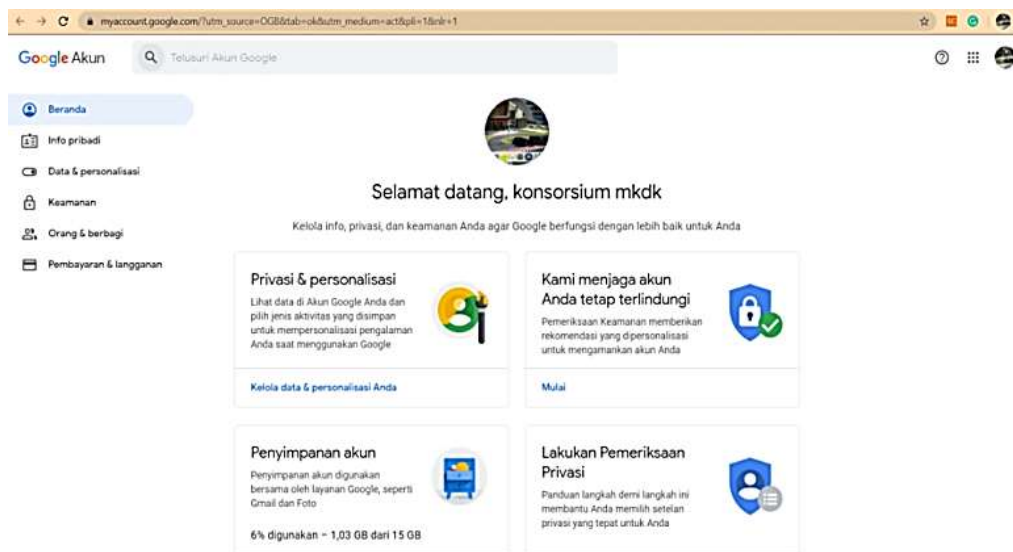 myaccount.google.com/?utm_source=OGB&tab=ok&utm_medium=act&pli=1&nlr=1
Google Akun
Telusuri Akun Google
Beranda
Info pribadi
Data & personalisasi
Keamanan
Orang & berbagi
Pembayaran & langganan
Selamat datang, konsorsium mkdk
Kelola info, privasi, dan keamanan Anda agar Google berfungsi dengan lebih baik untuk Anda
Privasi & personalisasi
Lihat data di Akun Google Anda dan
pilih jenis aktivitas yang disimpan
untuk mempersonalisasi pengalaman
Anda saat menggunakan Google
Kelola data & personalisasi Anda
Kami menjaga akun
Anda tetap terlindungi
Pemeriksaan Keamanan memberikan
rekomendasi yang dipersonalisasi
untuk mengamankan akun Anda
Mulai
Penyimpanan akun
Penyimpanan akun digunakan
bersama oleh layanan Google, seperti
Gmail dan Foto
6% digunakan – 1,03 GB dari 15 GB
Lakukan Pemeriksaan
Privasi
Panduan langkah demi langkah ini
membantu Anda memilih setelan
privasi yang tepat untuk Anda